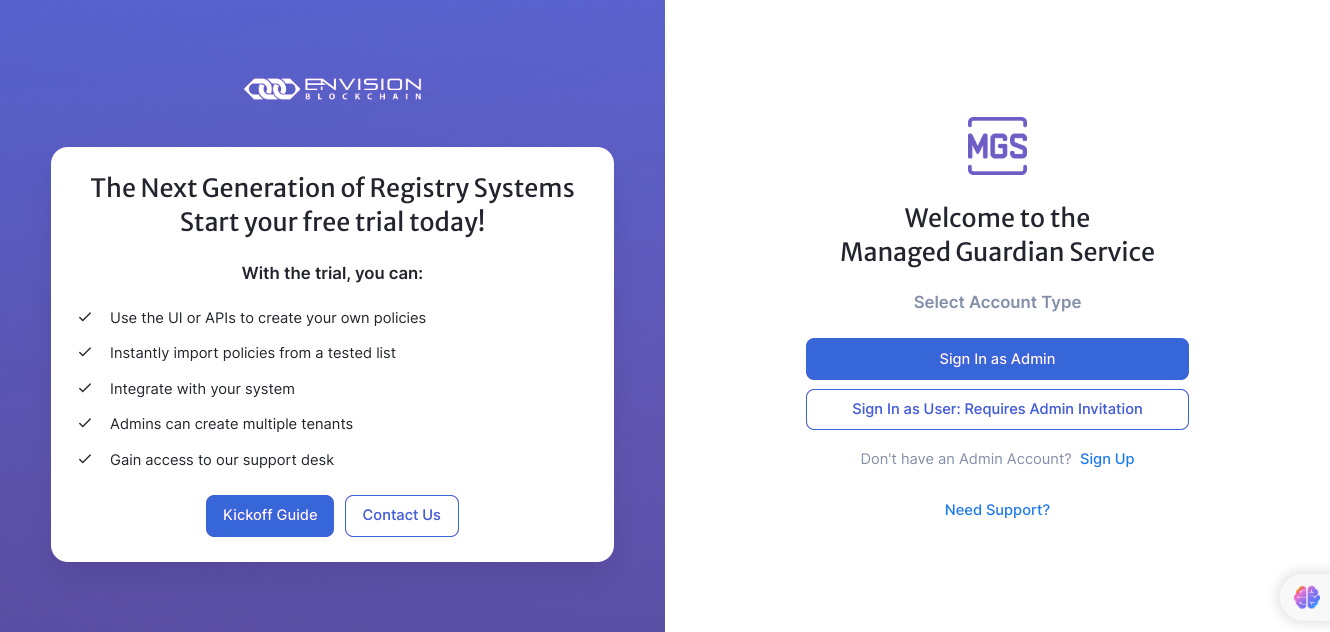 ENVISION
BLOCKCHAIN
The Next Generation of Registry Systems
Start your free trial today!
With the trial, you can:
Use the UI or APIs to create your own policies
Instantly import policies from a tested list
Integrate with your system
Admins can create multiple tenants
Gain access to our support desk
Kickoff Guide
Contact Us
MGS
Welcome to the
Managed Guardian Service
Select Account Type
Sign In as Admin
Sign In as User: Requires Admin Invitation
Don't have an Admin Account? Sign Up
Need Support?